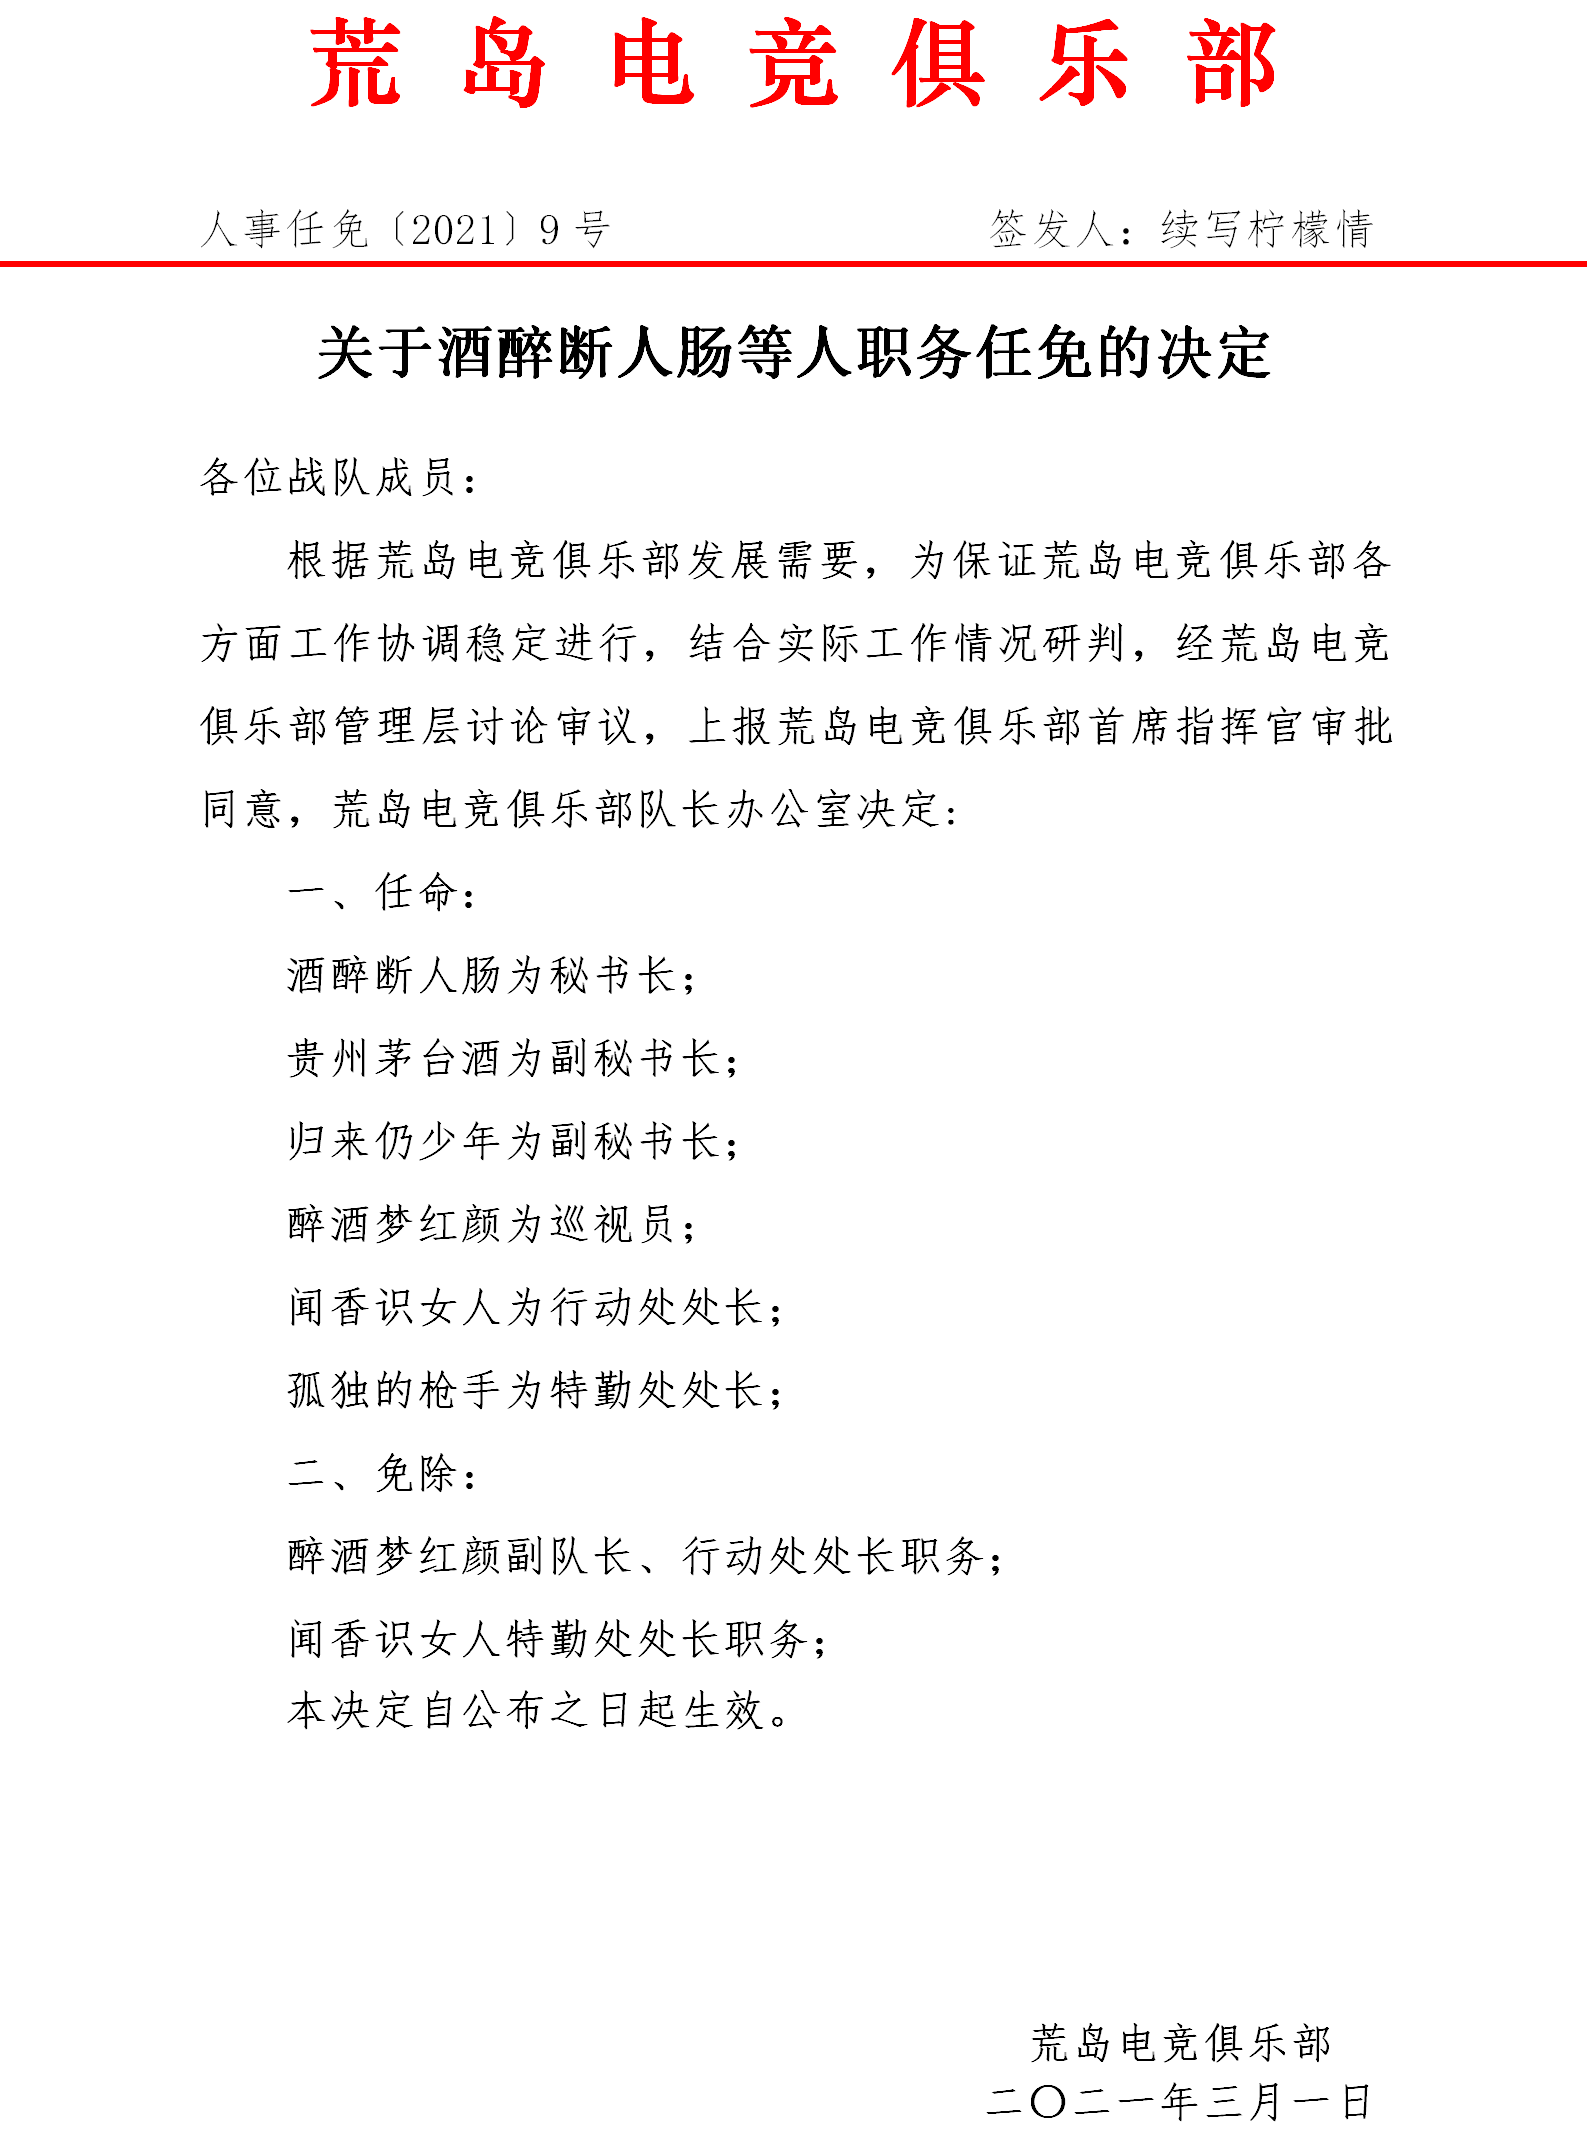 荒岛电竞俱乐部
人事任免〔2021〕9 号 签发人：续写柠檬情
关于酒醉断人肠等人职务任免的决定
各位战队成员：
根据荒岛电竞俱乐部发展需要，为保证荒岛电竞俱乐部各
方面工作协调稳定进行，结合实际工作情况研判，经荒岛电竞
俱乐部管理层讨论审议，上报荒岛电竞俱乐部首席指挥官审批
同意，荒岛电竞俱乐部队长办公室决定:
一、任命：
酒醉断人肠为秘书长；
贵州茅台酒为副秘书长；
归来仍少年为副秘书长；
醉酒梦红颜为巡视员；
闻香识女人为行动处处长；
孤独的枪手为特勤处处长；
二、免除：
醉酒梦红颜副队长、行动处处长职务；
闻香识女人特勤处处长职务；
本决定自公布之日起生效。
荒岛电竞俱乐部
二〇二一年三月一日